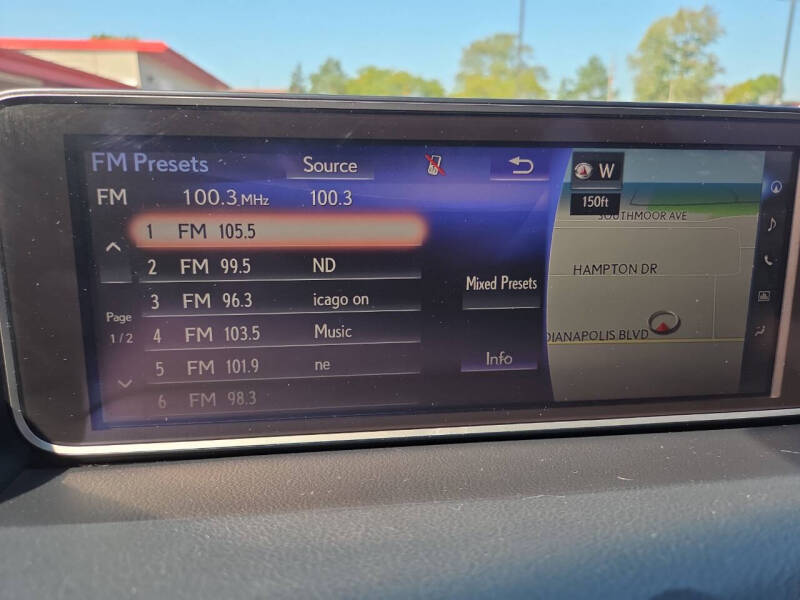 FM Presets Source
FM 100.3 MHz 100.3
1 FM 105.5
2 FM 99.5 ND
3 FM 96.3 icago on
Page 1/2
4 FM 103.5 Music
5 FM 101.9 ne
6 FM 98.3
Mixed Presets
Info
W
150ft
SOUTHMOOR AVE
HAMPTON DR
DIANAPOLIS BLVD